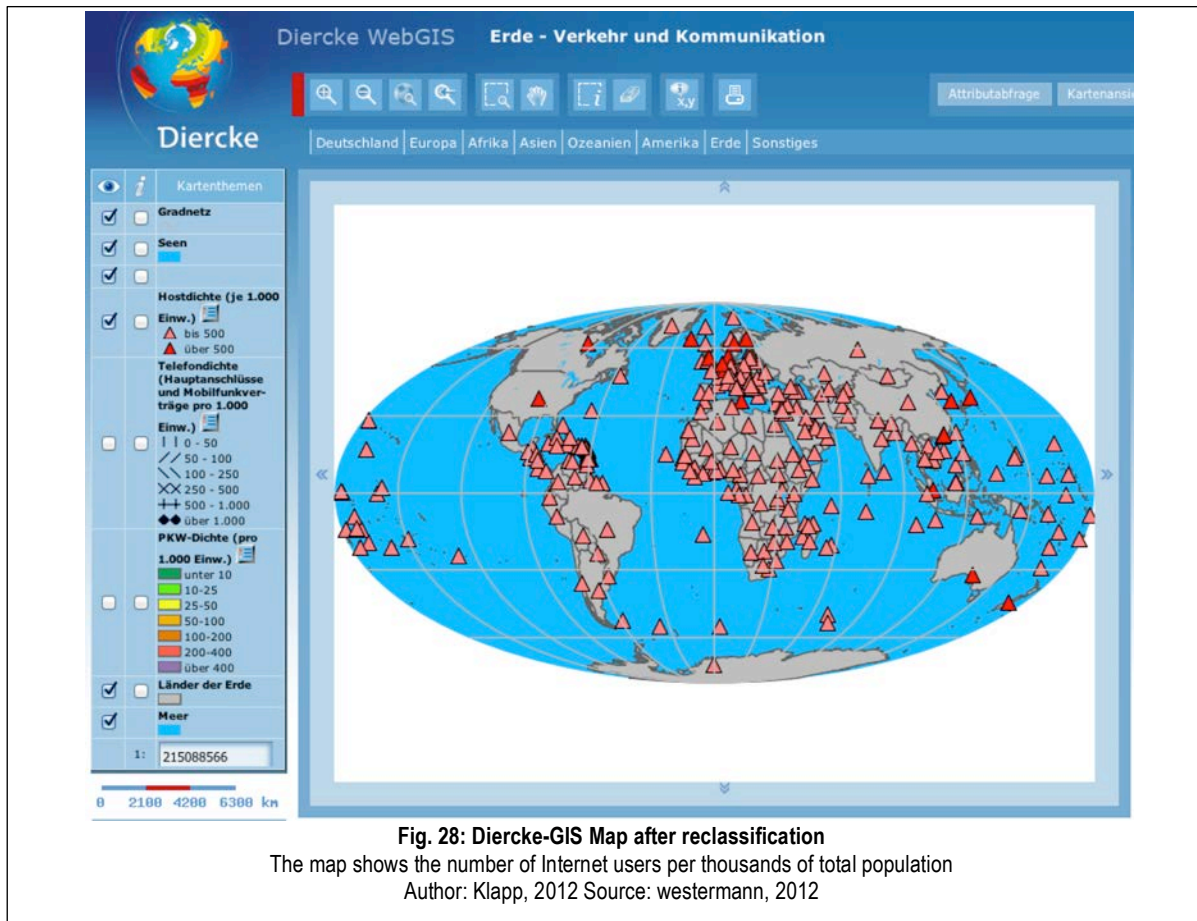 Diercke WebGIS Erde - Verkehr und Kommunikation
x,y
Attributabfrage Kartenansi
Diercke
Deutschland Europa Afrika Asien Ozeanien Amerika Erde Sonstiges
i Kartenthemen
Gradnetz
Seen
Hostdichte (je 1.000
Einw.)
bis 500
über 500
Telefondichte
(Hauptanschlüsse
und Mobilfunkver-
träge pro 1.000
Einw.)
0 - 50
50 - 100
100 - 250
250 - 500
500 - 1.000
über 1.000
PKW-Dichte (pro
1.000 Einw.)
unter 10
10-25
25-50
50-100
100-200
200-400
über 400
Länder der Erde
Meer
1: 215088566
0 2100 4200 6300 km
Fig. 28: Diercke-GIS Map after reclassification
The map shows the number of Internet users per thousands of total population
Author: Klapp, 2012 Source: westermann, 2012